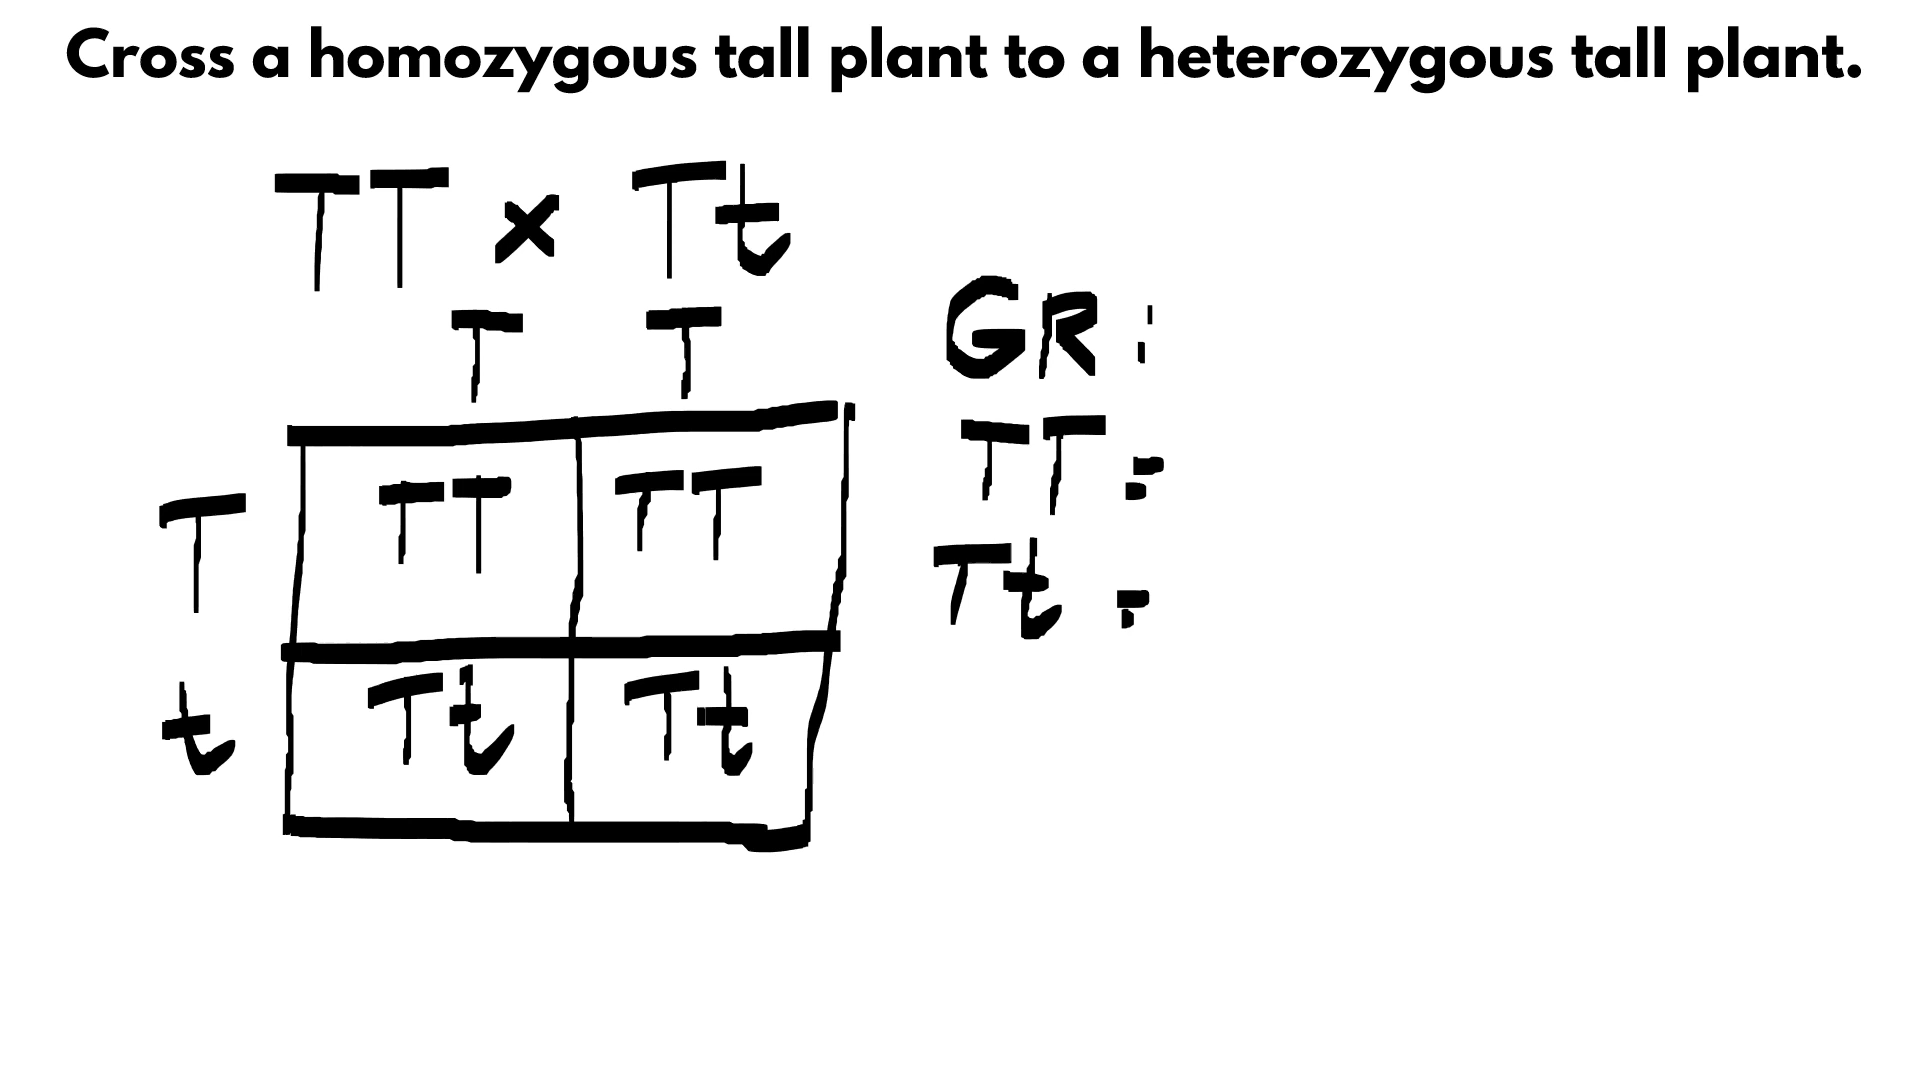 Cross a homozygous tall plant to a heterozygous tall plant.
TT x Tt
T T
T TT TT
t Tt Tt
GR:
TT =
Tt =